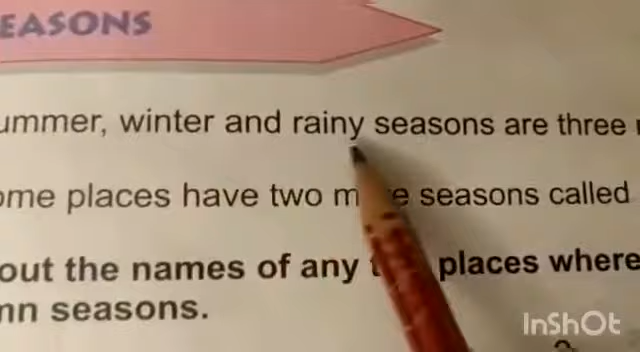 EASONS
ummer, winter and rainy seasons are three
ome places have two m e seasons called
out the names of any places where
mn seasons.
InShOt